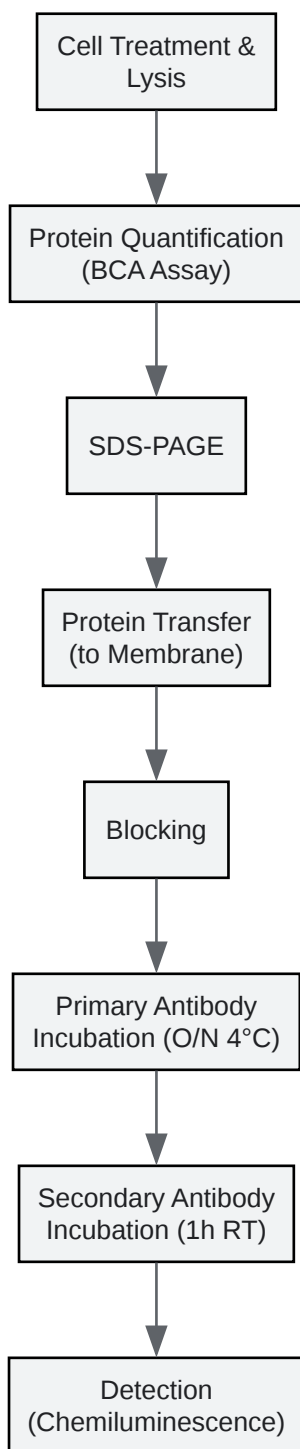 Cell Treatment &
Lysis
Protein Quantification
(BCA Assay)
SDS-PAGE
Protein Transfer
(to Membrane)
Blocking
Primary Antibody
Incubation (O/N 4°C)
Secondary Antibody
Incubation (1h RT)
Detection
(Chemiluminescence)